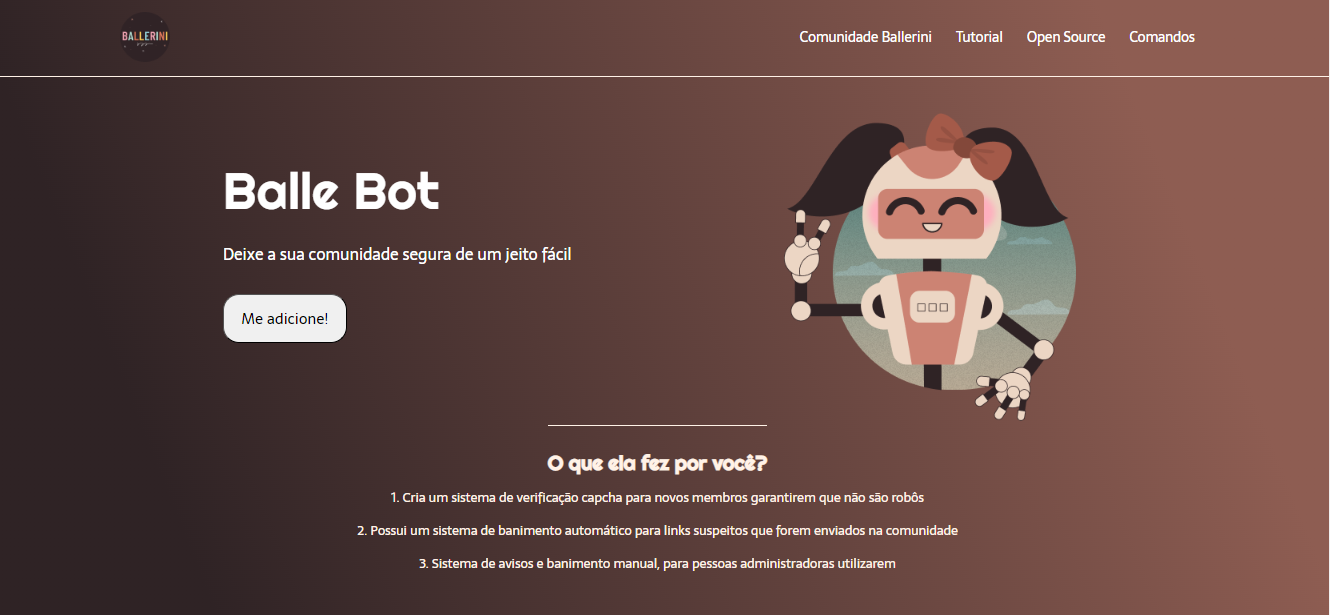 BALLERINI
Comunidade Ballerini
Tutorial
Open Source
Comandos
Balle Bot
Deixe a sua comunidade segura de um jeito fácil
Me adicione!
O que ela fez por você?
1. Cria um sistema de verificação capcha para novos membros garantirem que não são robôs
2. Possui um sistema de banimento automático para links suspeitos que forem enviados na comunidade
3. Sistema de avisos e banimento manual, para pessoas administradoras utilizarem